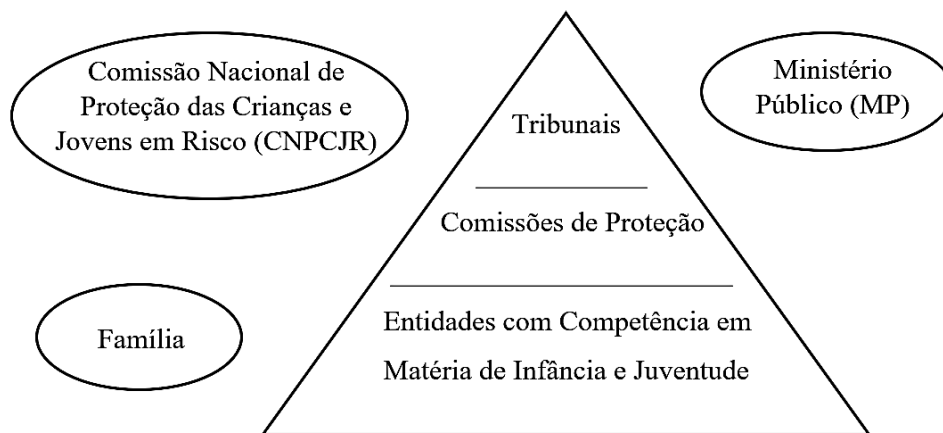 Comissão Nacional de
Proteção das Crianças e
Jovens em Risco (CNPCJR)
Ministério
Público (MP)
Tribunais
Comissões de Proteção
Família
Entidades com Competência em
Matéria de Infância e Juventude